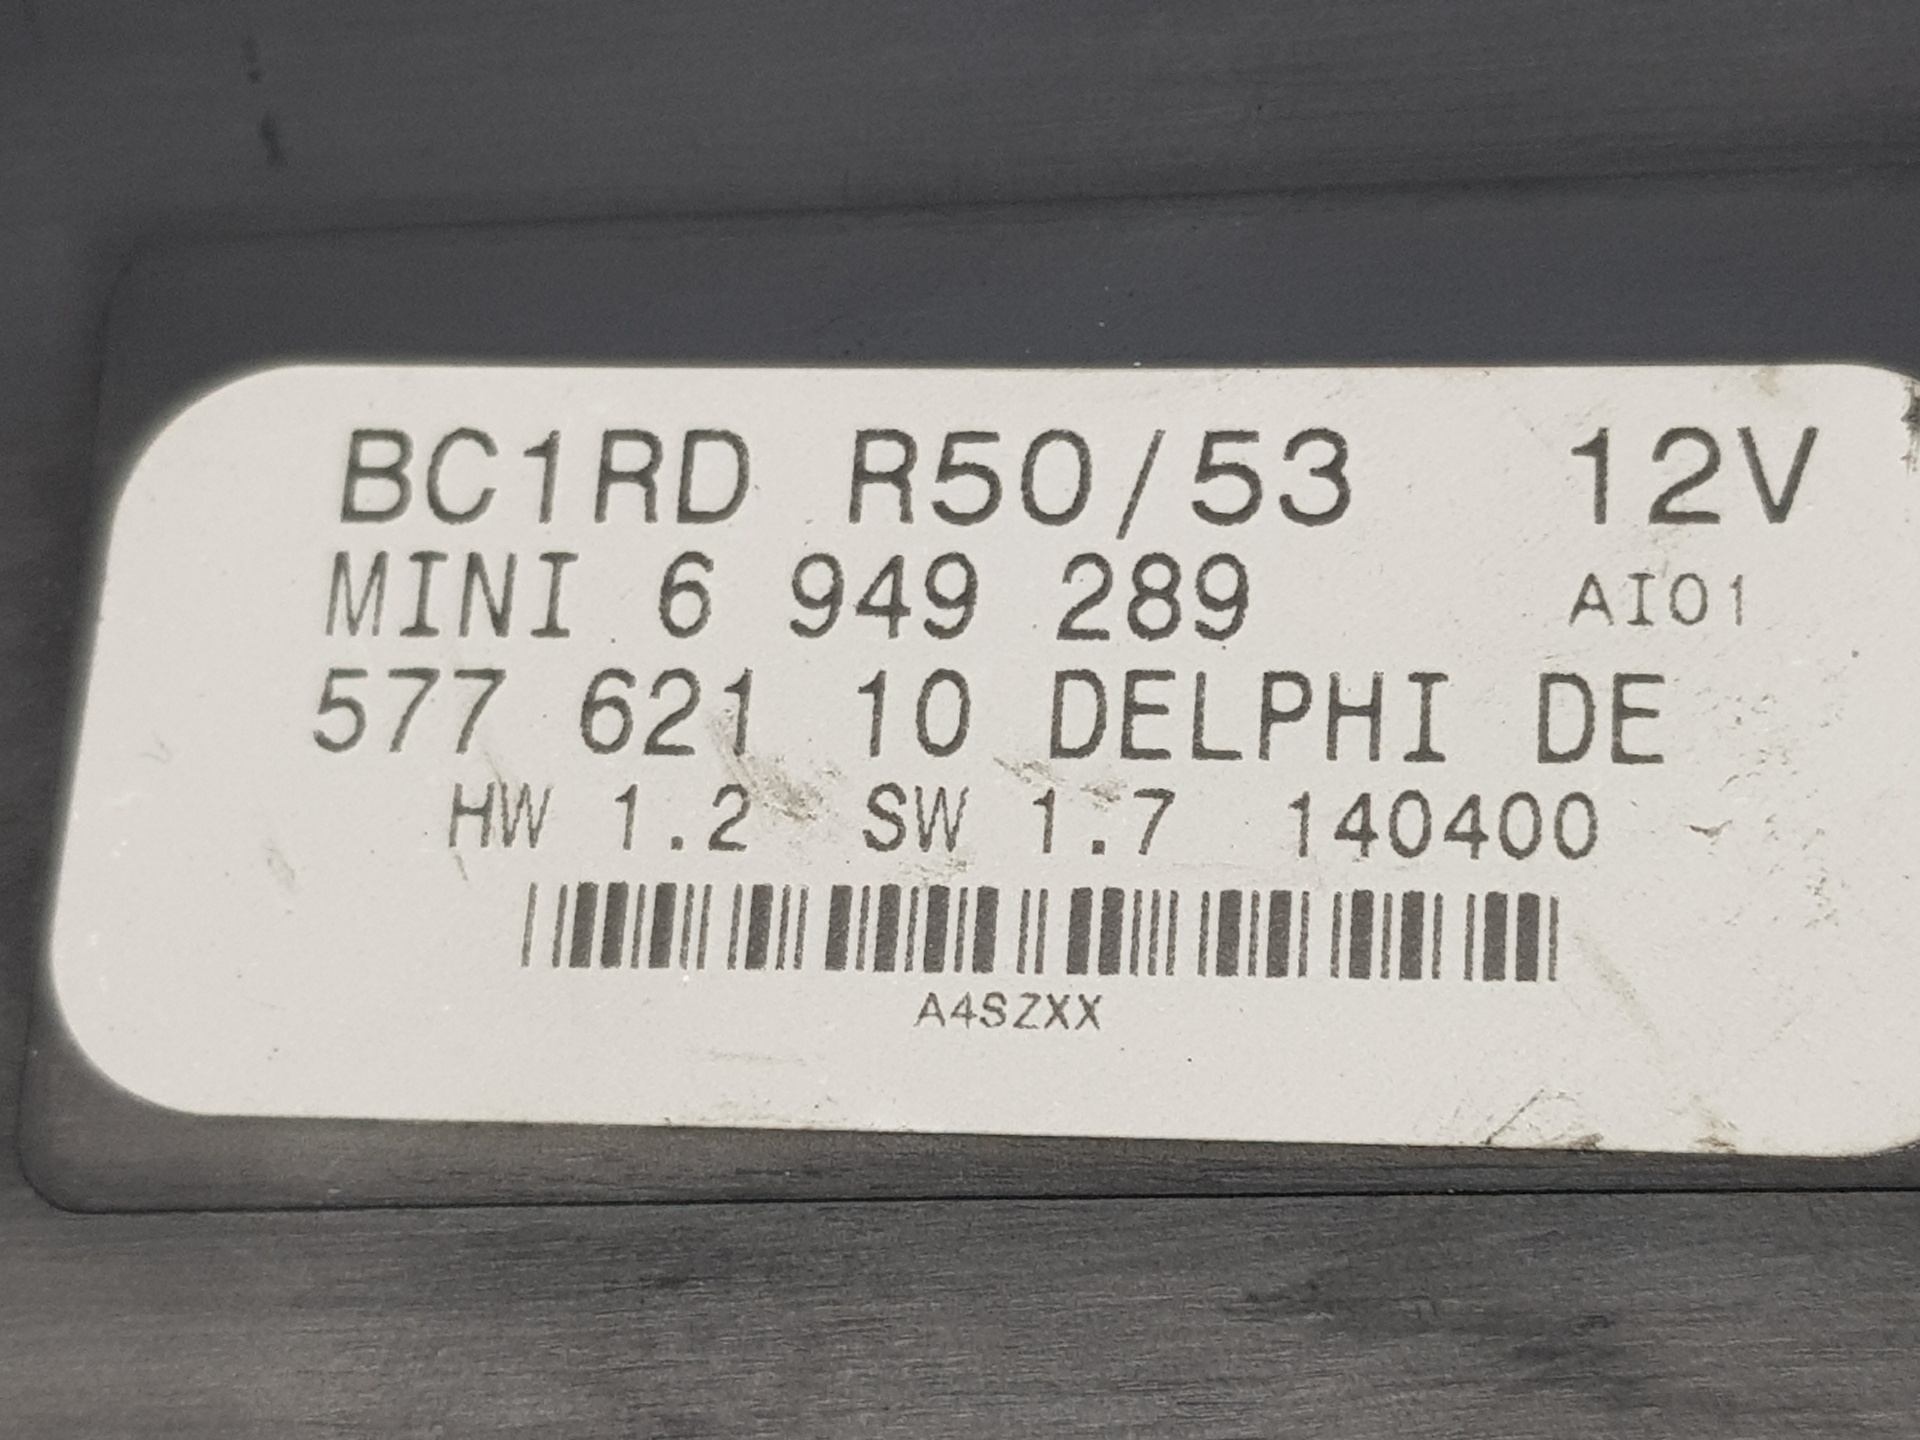 BC1RD R50/53 12V
MINI 6 949 289 AI01
577 621 10 DELPHI DE
HW 1.2 SW 1.7 140400
A4SZXX